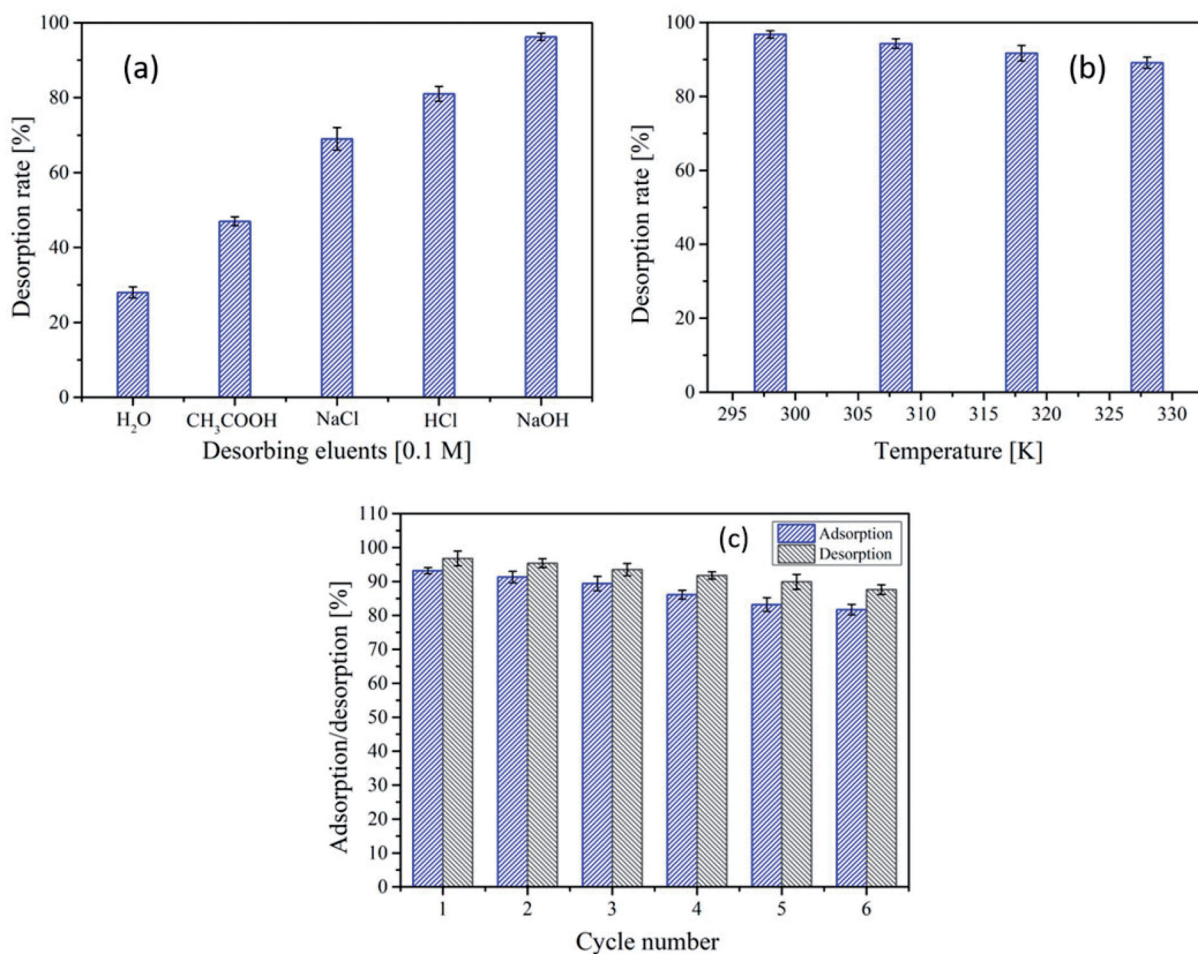 (a)
Desorption rate [%]
100
80
60
40
20
0
H₂O CH₃COOH NaCl HCl NaOH
Desorbing eluents [0.1 M]
(b)
Desorption rate [%]
100
80
60
40
20
0
295 300 305 310 315 320 325 330
Temperature [K]
(c)
Adsorption
Desorption
Adsorption/desorption [%]
110
100
90
80
70
60
50
40
30
20
10
0
1 2 3 4 5 6
Cycle number